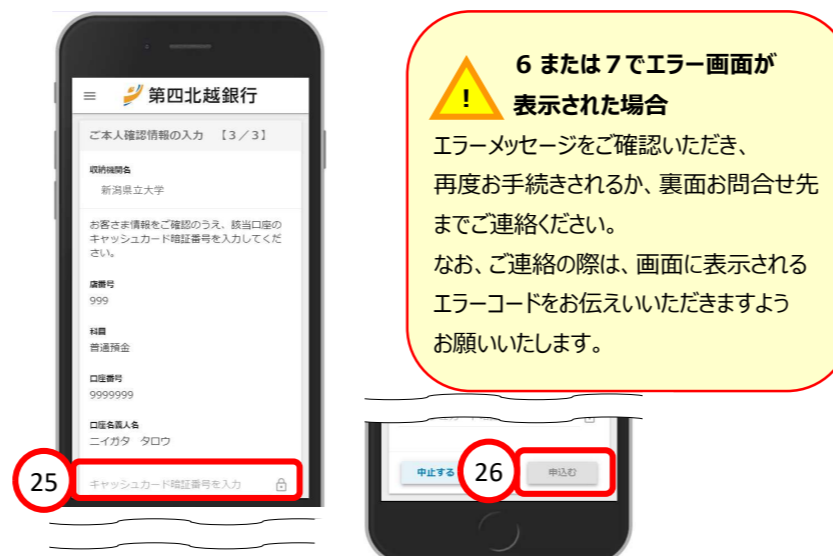 第四北越銀行
ご本人確認情報の入力 【3/3】
収納機関名
新潟県立大学
お客さま情報をご確認のうえ、該当口座の
キャッシュカード暗証番号を入力してくだ
さい。
店番号
999
科目
普通預金
口座番号
9999999
口座名義人名
ニイガタ タロウ
25
キャッシュカード暗証番号を入力
!
6 または7でエラー画面が
表示された場合
エラーメッセージをご確認いただき、
再度お手続きされるか、裏面お問合せ先
までご連絡ください。
なお、ご連絡の際は、画面に表示される
エラーコードをお伝えいいただきますよう
お願いいたします。
中止する
26
申込む